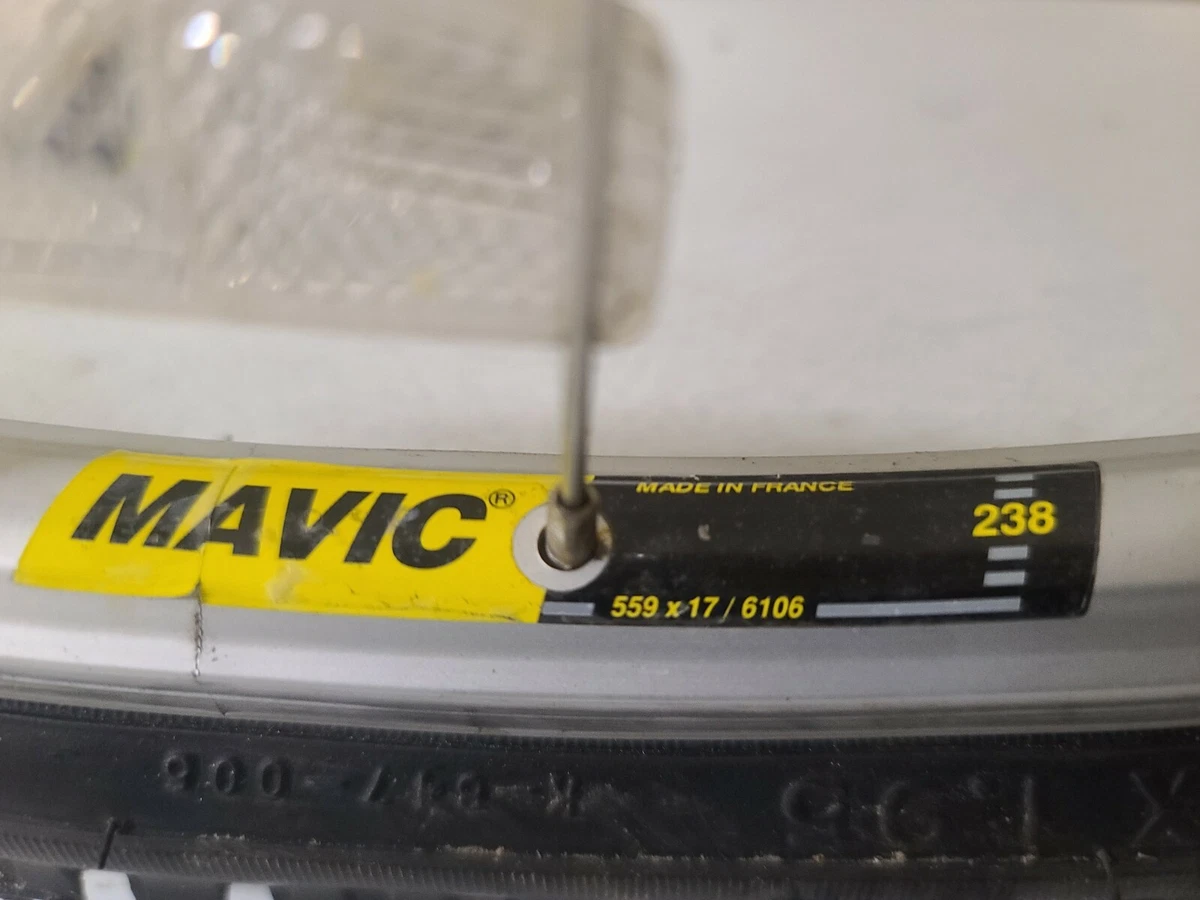 MAVIC®
MADE IN FRANCE
238
559 x 17 / 6106